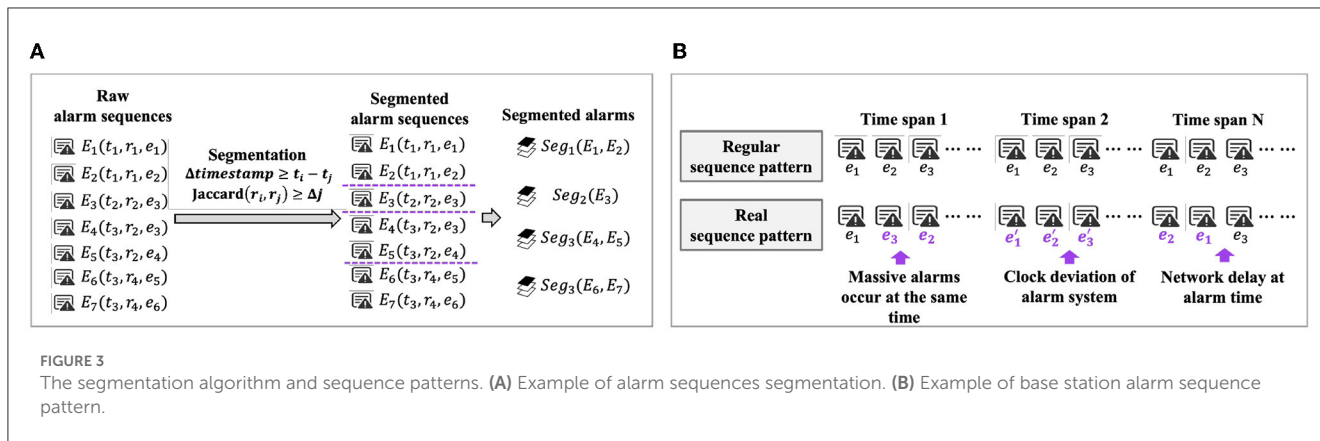 A
Raw
alarm sequences
E₁(t₁, r₁, e₁)
E₂(t₁, r₁, e₂)
E₃(t₂, r₂, e₃)
E₄(t₃, r₂, e₃)
E₅(t₃, r₂, e₄)
E₆(t₃, r₄, e₅)
E₇(t₃, r₄, e₆)
Segmentation
Δtimestamp ≥ tᵢ − tⱼ
Jaccard(rᵢ, rⱼ) ≥ Δj
Segmented
alarm sequences
E₁(t₁, r₁, e₁)
E₂(t₁, r₁, e₂)
E₃(t₂, r₂, e₃)
E₄(t₃, r₂, e₃)
E₅(t₃, r₂, e₄)
E₆(t₃, r₄, e₅)
E₇(t₃, r₄, e₆)
Segmented alarms
Seg₁(E₁, E₂)
Seg₂(E₃)
Seg₃(E₄, E₅)
Seg₃(E₆, E₇)
B
Time span 1 Time span 2 Time span N
Regular
sequence pattern
… … … … … …
e₁ e₂ e₃ e₁ e₂ e₃ e₁ e₂ e₃
Real
sequence pattern
… … … … … …
e₁ e₃ e₂ e′₁ e′₂ e′₃ e₂ e₁ e₃
Massive alarms
occur at the same
time
Clock deviation of
alarm system
Network delay at
alarm time
FIGURE 3
The segmentation algorithm and sequence patterns. (A) Example of alarm sequences segmentation. (B) Example of base station alarm sequence
pattern.